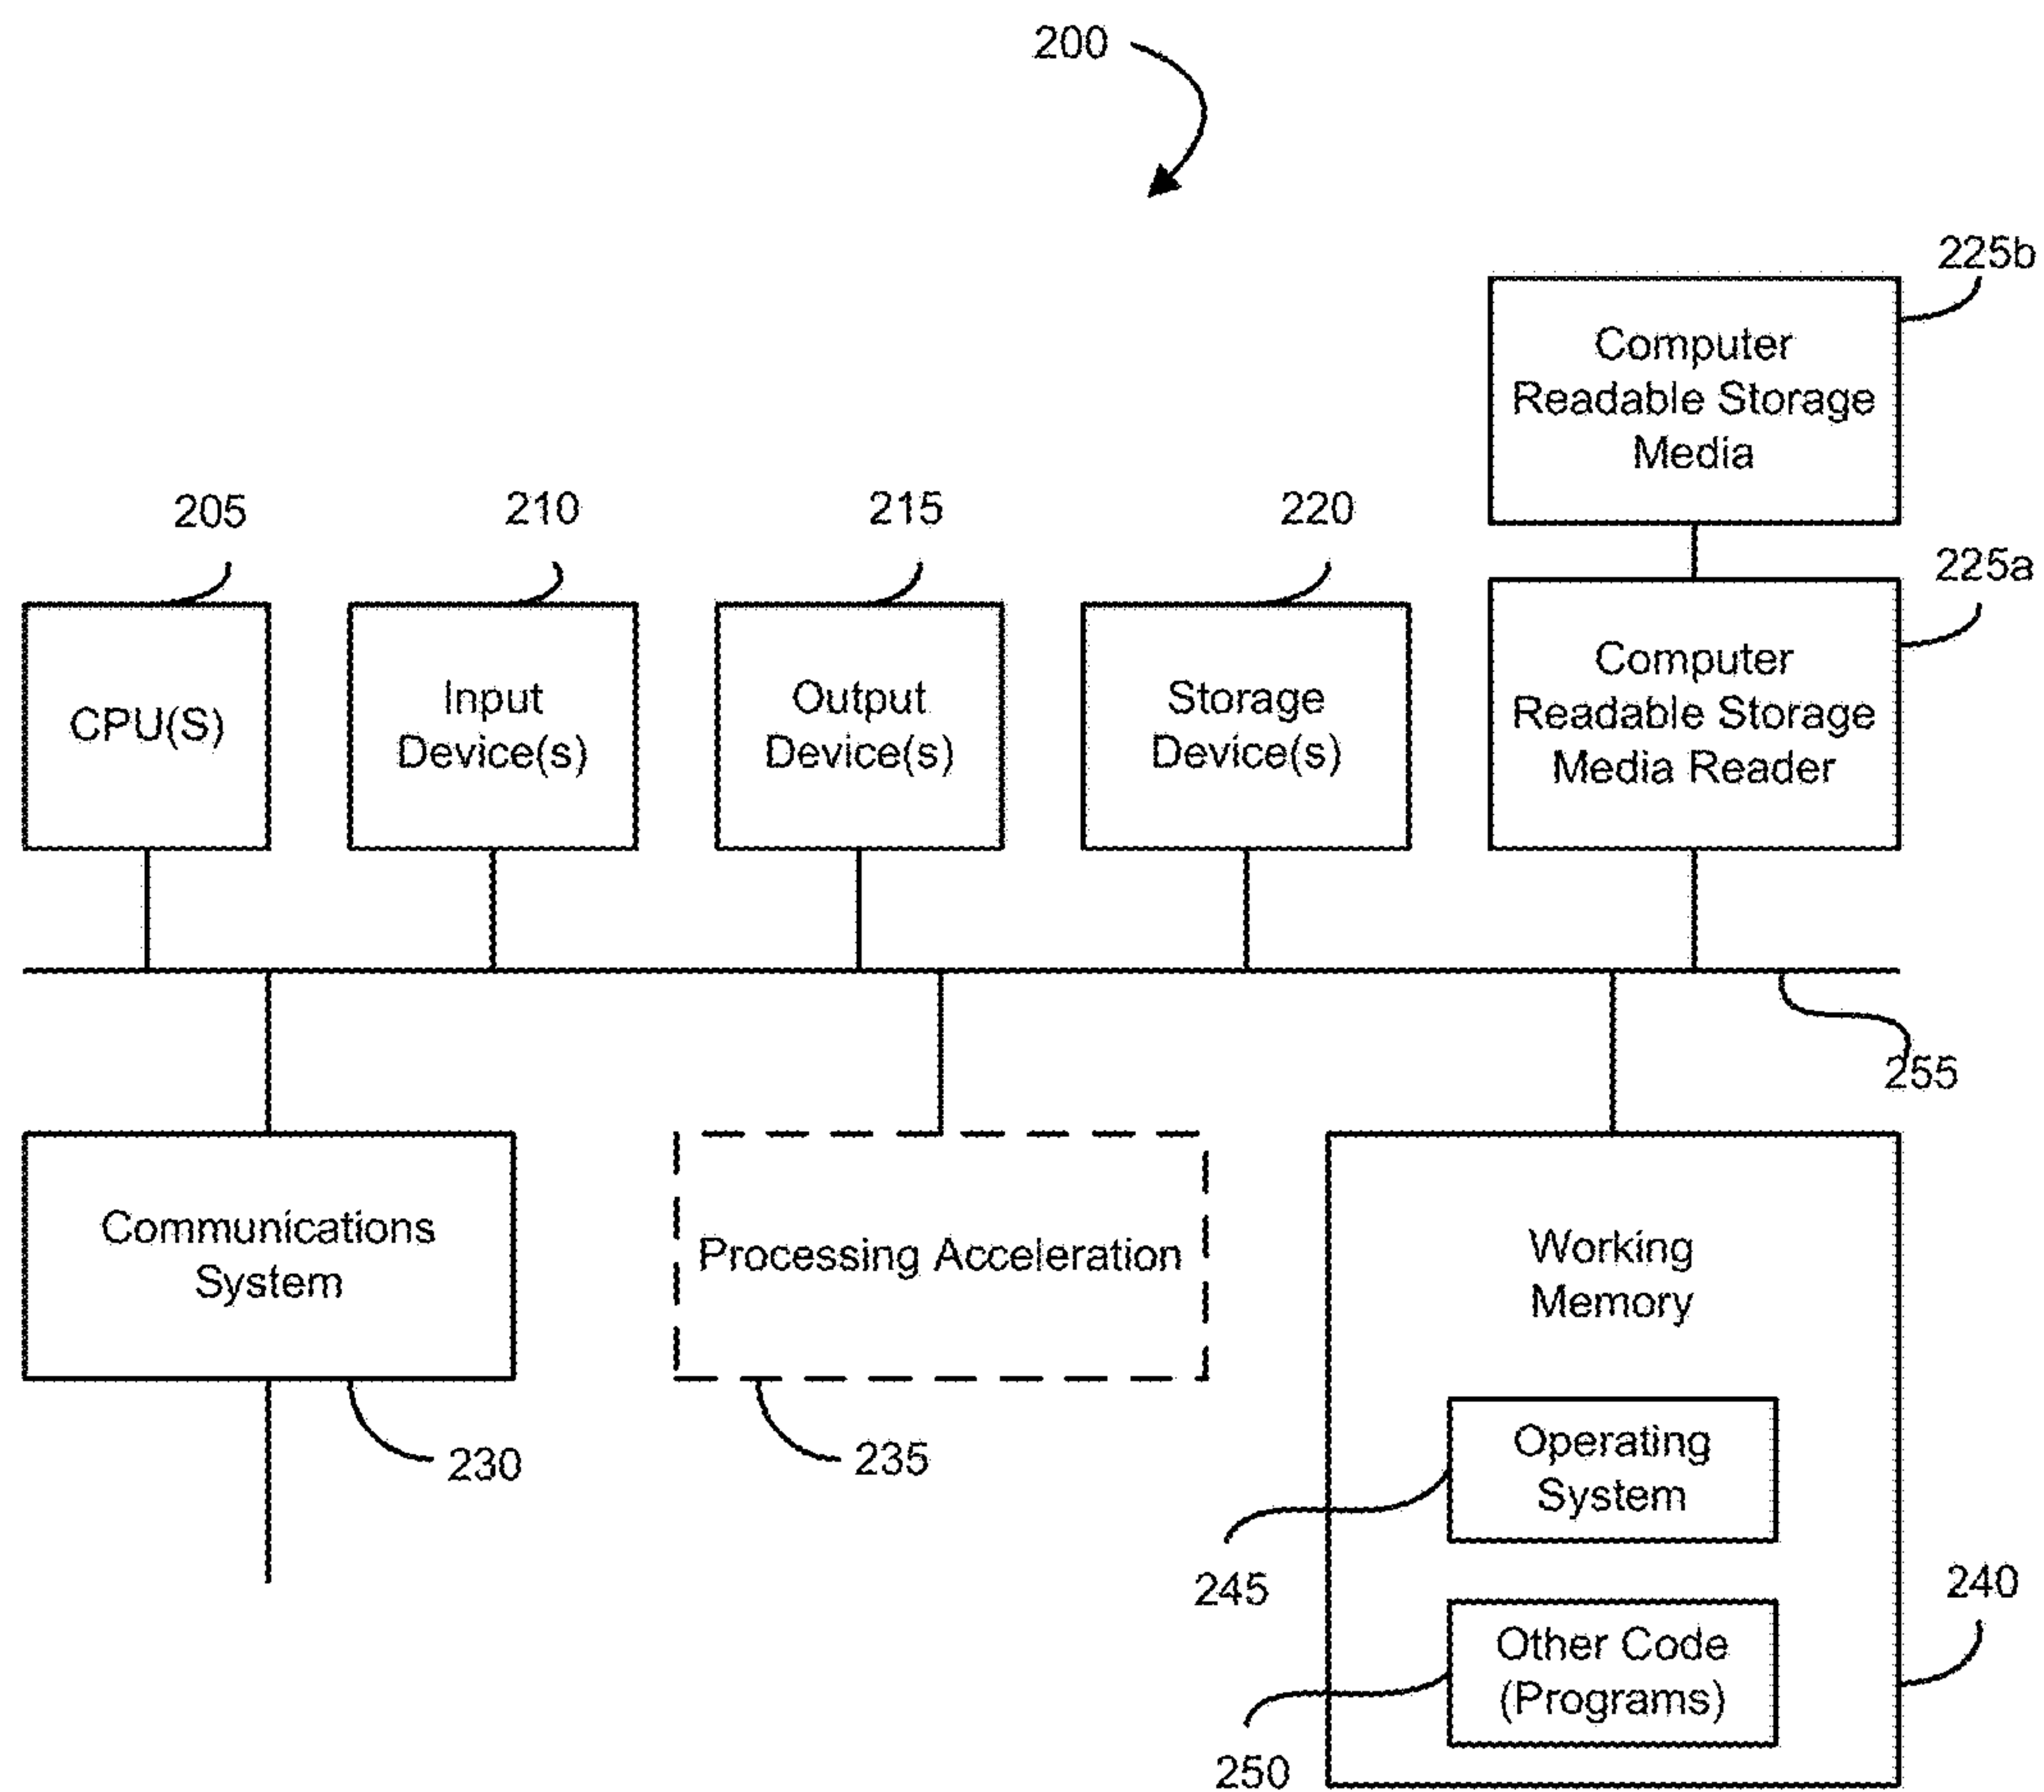 200
225b
Computer
Readable Storage
Media
205
210
215
220
225a
CPU(S)
Input
Device(s)
Output
Device(s)
Storage
Device(s)
Computer
Readable Storage
Media Reader
255
Communications
System
Processing Acceleration
Working
Memory
230
235
Operating
System
245
240
Other Code
(Programs)
250